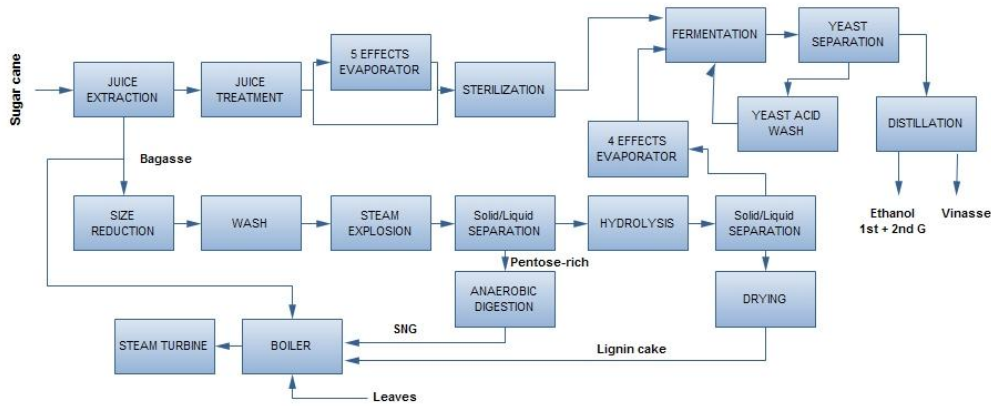 Sugar cane
JUICE
EXTRACTION
JUICE
TREATMENT
5 EFFECTS
EVAPORATOR
STERILIZATION
FERMENTATION
YEAST
SEPARATION
YEAST ACID
WASH
DISTILLATION
4 EFFECTS
EVAPORATOR
Bagasse
SIZE
REDUCTION
WASH
STEAM
EXPLOSION
Solid/Liquid
SEPARATION
HYDROLYSIS
Solid/Liquid
SEPARATION
Ethanol
1st + 2nd G
Vinasse
Pentose-rich
ANAEROBIC
DIGESTION
DRYING
SNG
STEAM TURBINE
BOILER
Lignin cake
Leaves